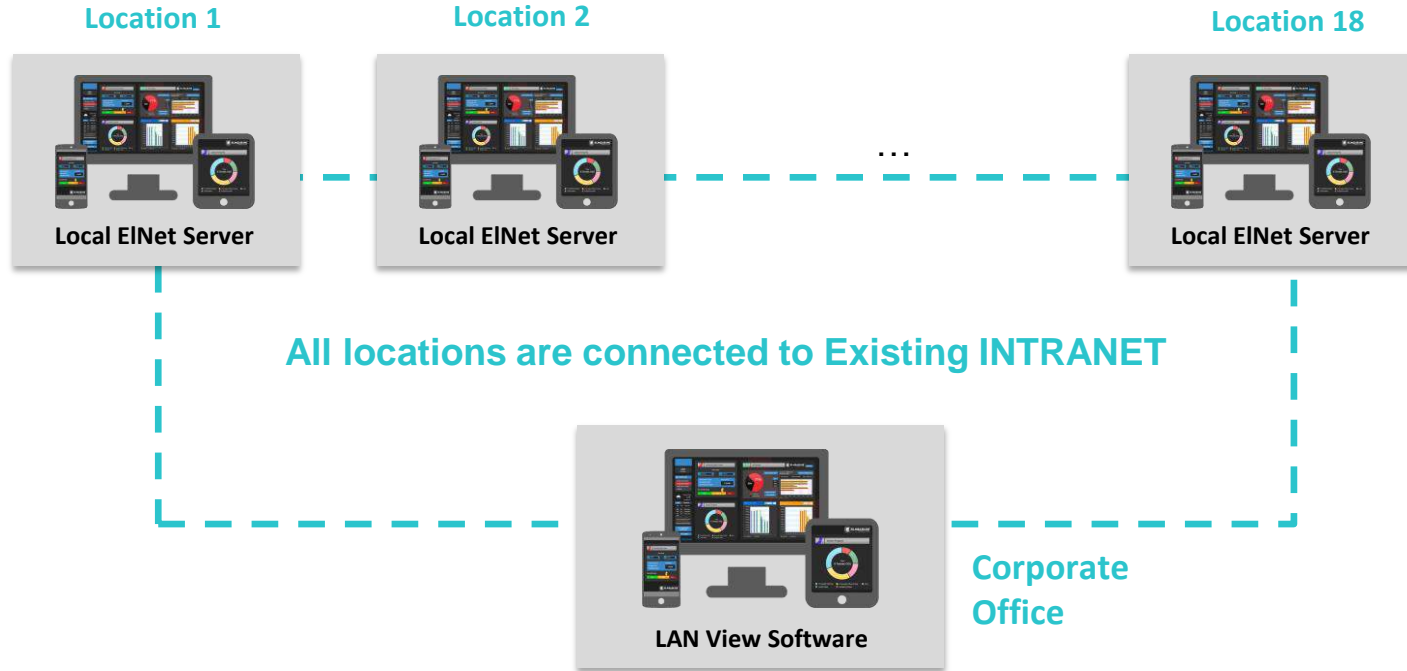 Location 1
Location 2
Location 18
...
Local ElNet Server
Local ElNet Server
Local ElNet Server
All locations are connected to Existing INTRANET
Corporate
Office
LAN View Software